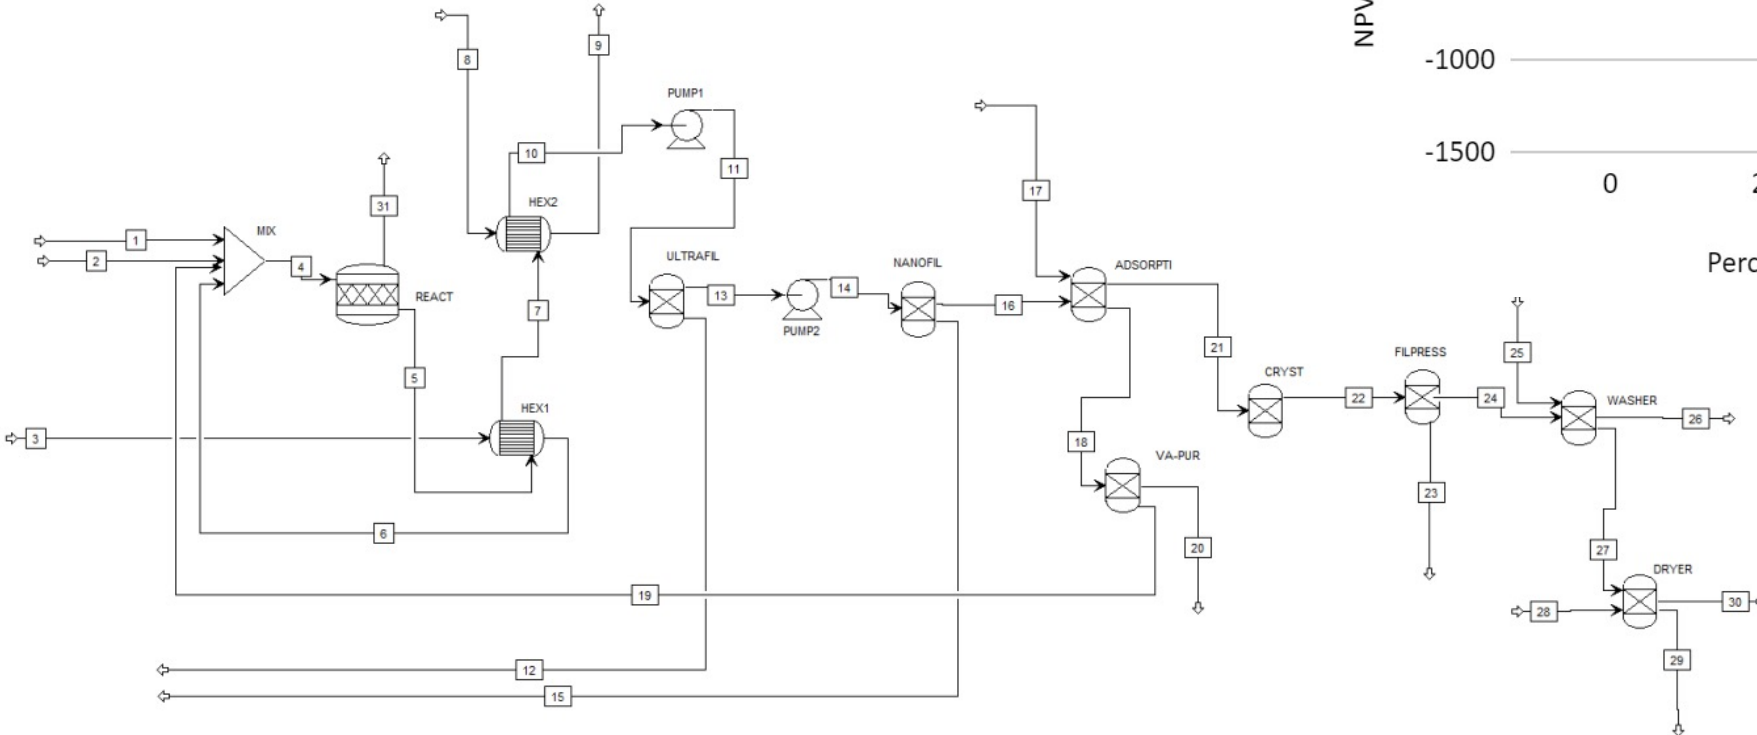 NPV
-1000
-1500
0
Perc
8
9
PUMP1
10
11
17
31
HEX2
MIX
1
2
4
REACT
ULTRAFIL
13
14
PUMP2
NANOFIL
16
ADSORPTI
7
5
21
HEX1
3
6
18
VA-PUR
20
19
12
15
CRYST
22
FILPRESS
24
23
25
WASHER
26
27
DRYER
28
30
29